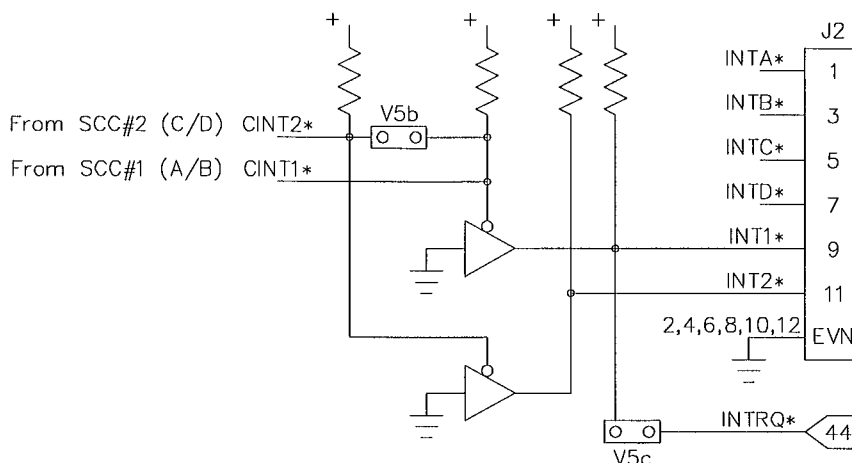 + + + +
J2
INTA* 1
V5b
INTB* 3
From SCC#2 (C/D) CINT2*
INTC* 5
From SCC#1 (A/B) CINT1*
INTD* 7
INT1* 9
INT2* 11
2,4,6,8,10,12 EVN
INTRQ* 44
V5c